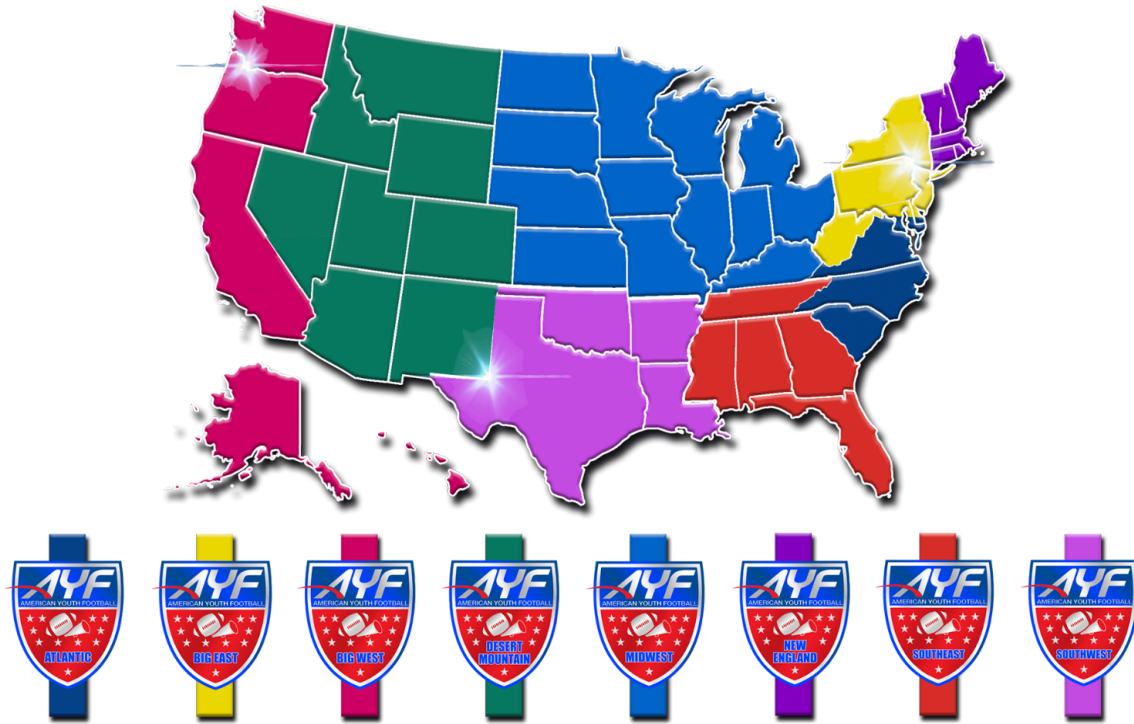 AYF
AMERICAN YOUTH FOOTBALL
ATLANTIC
AYF
AMERICAN YOUTH FOOTBALL
BIG EAST
AYF
AMERICAN YOUTH FOOTBALL
BIG WEST
AYF
AMERICAN YOUTH FOOTBALL
DESERT
MOUNTAIN
AYF
AMERICAN YOUTH FOOTBALL
MIDWEST
AYF
AMERICAN YOUTH FOOTBALL
NEW
ENGLAND
AYF
AMERICAN YOUTH FOOTBALL
SOUTHEAST
AYF
AMERICAN YOUTH FOOTBALL
SOUTHWEST